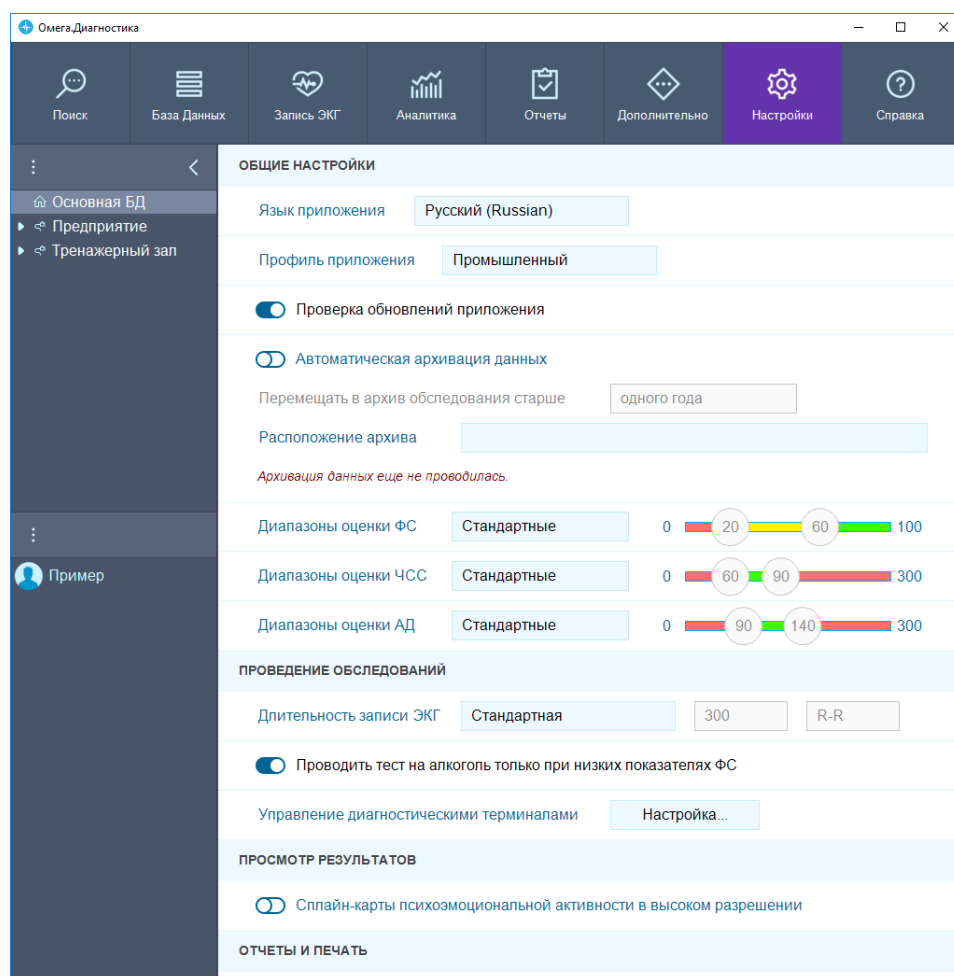 Омега.Диагностика
Поиск
База Данных
Запись ЭКГ
Аналитика
Отчеты
Дополнительно
Настройки
Справка
Основная БД
Предприятие
Тренажерный зал
Пример
ОБЩИЕ НАСТРОЙКИ
Язык приложения Русский (Russian)
Профиль приложения Промышленный
Проверка обновлений приложения
Автоматическая архивация данных
Перемещать в архив обследования старше одного года
Расположение архива
Архивация данных еще не проводилась.
Диапазоны оценки ФС Стандартные 0 20 60 100
Диапазоны оценки ЧСС Стандартные 0 60 90 300
Диапазоны оценки АД Стандартные 0 90 140 300
ПРОВЕДЕНИЕ ОБСЛЕДОВАНИЙ
Длительность записи ЭКГ Стандартная 300 R-R
Проводить тест на алкоголь только при низких показателях ФС
Управление диагностическими терминалами Настройка...
ПРОСМОТР РЕЗУЛЬТАТОВ
Сплайн-карты психоэмоциональной активности в высоком разрешении
ОТЧЕТЫ И ПЕЧАТЬ